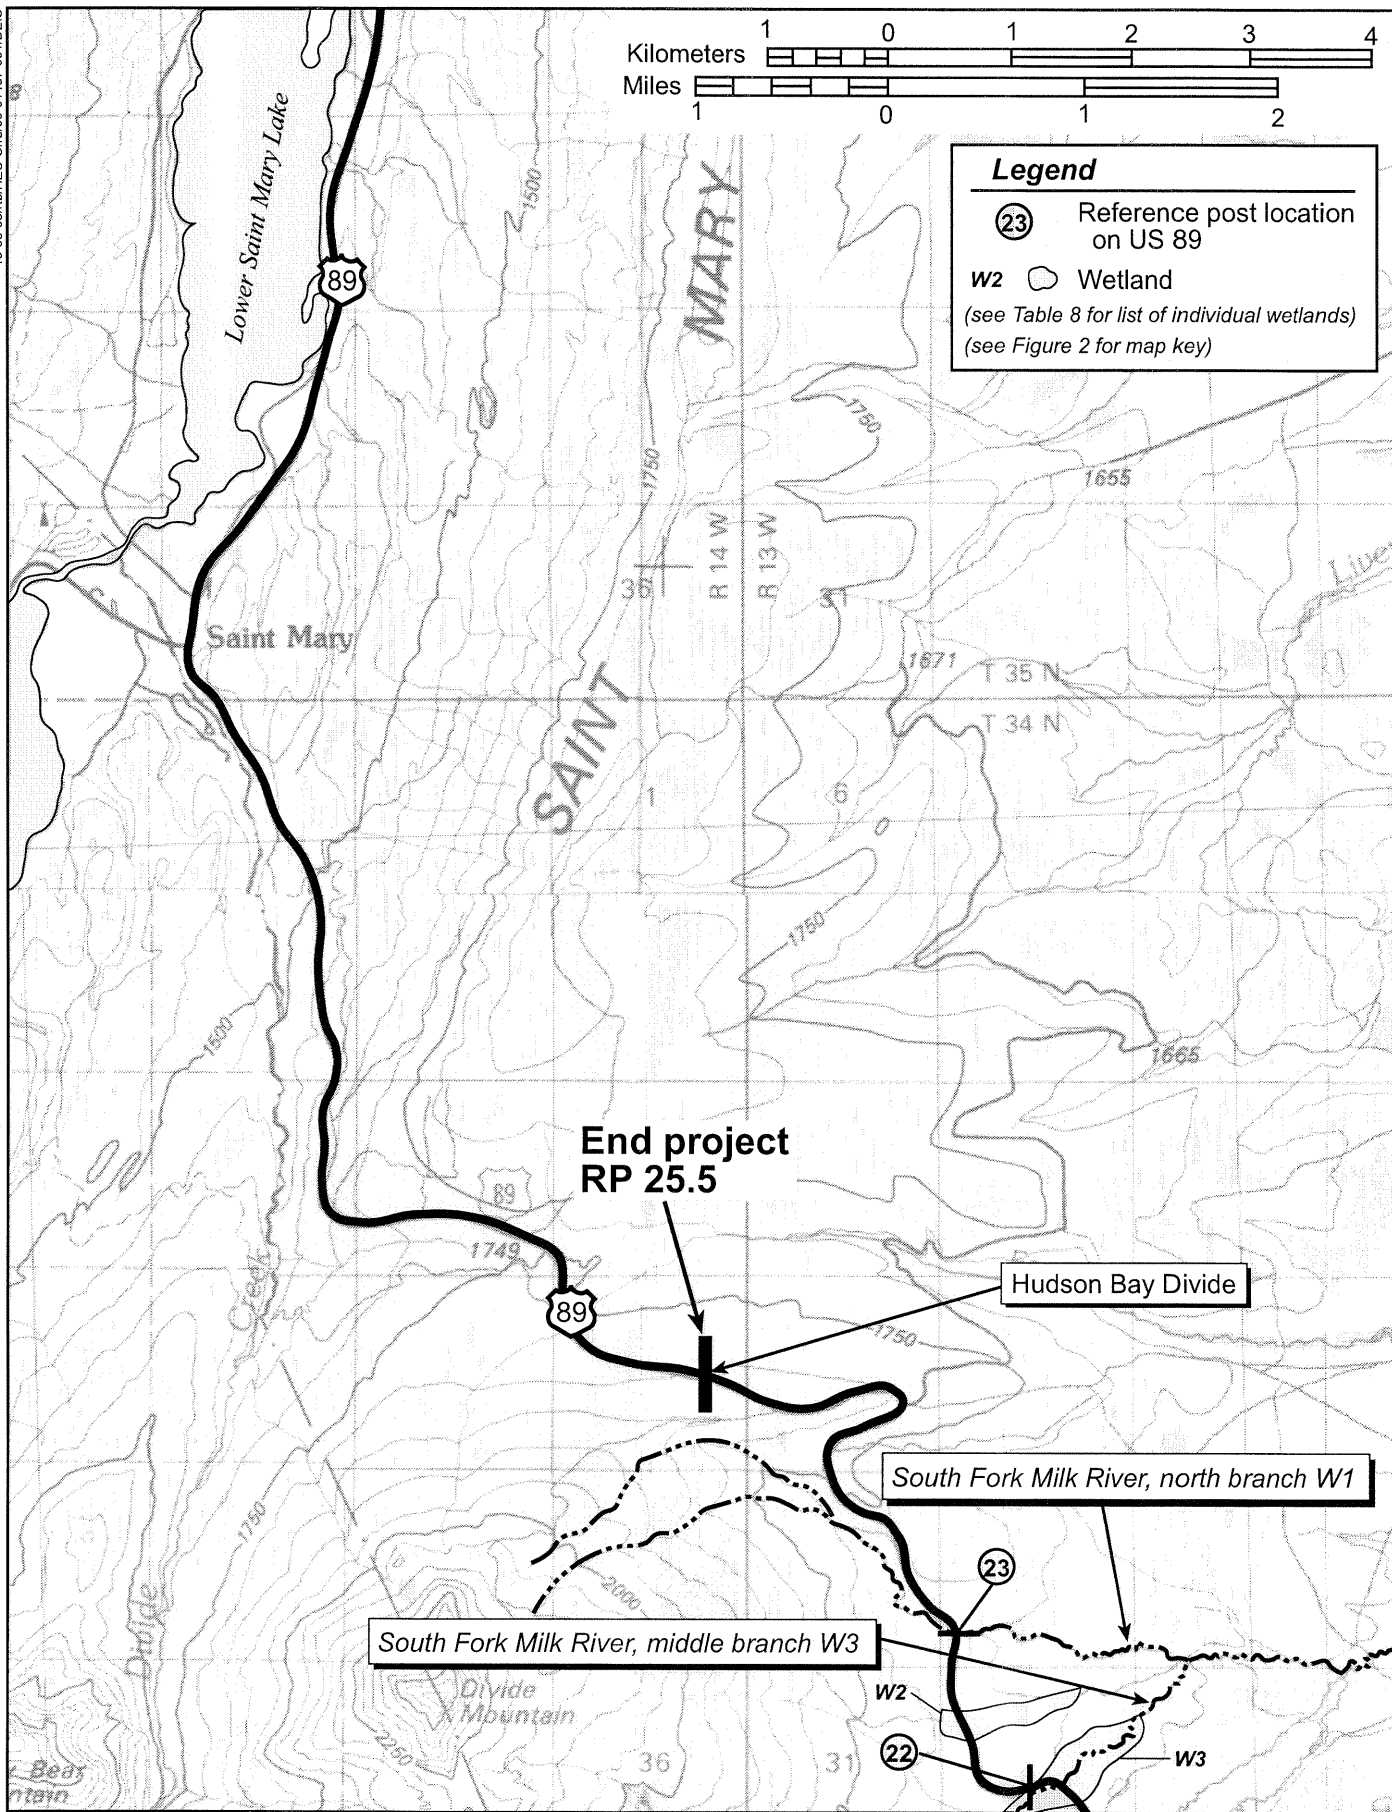 1 0 1 2 3 4
Kilometers
Miles
1 0 1 2
Legend
23 Reference post location
on US 89
W2 Wetland
(see Table 8 for list of individual wetlands)
(see Figure 2 for map key)
8
Lower Saint Mary Lake
89
1500
MARY
1750
1750
1655
R 14 W
R 13 W
36
31
Saint Mary
1671
T 35 N
T 34 N
SAINT
1
6
1750
1500
1665
End project
RP 25.5
89
1749
Creek
Hudson Bay Divide
89
1750
South Fork Milk River, north branch W1
1750
23
2000
Divide
South Fork Milk River, middle branch W3
Divide
Mountain
W2
2250
36
31
22
W3
Bear
ntain